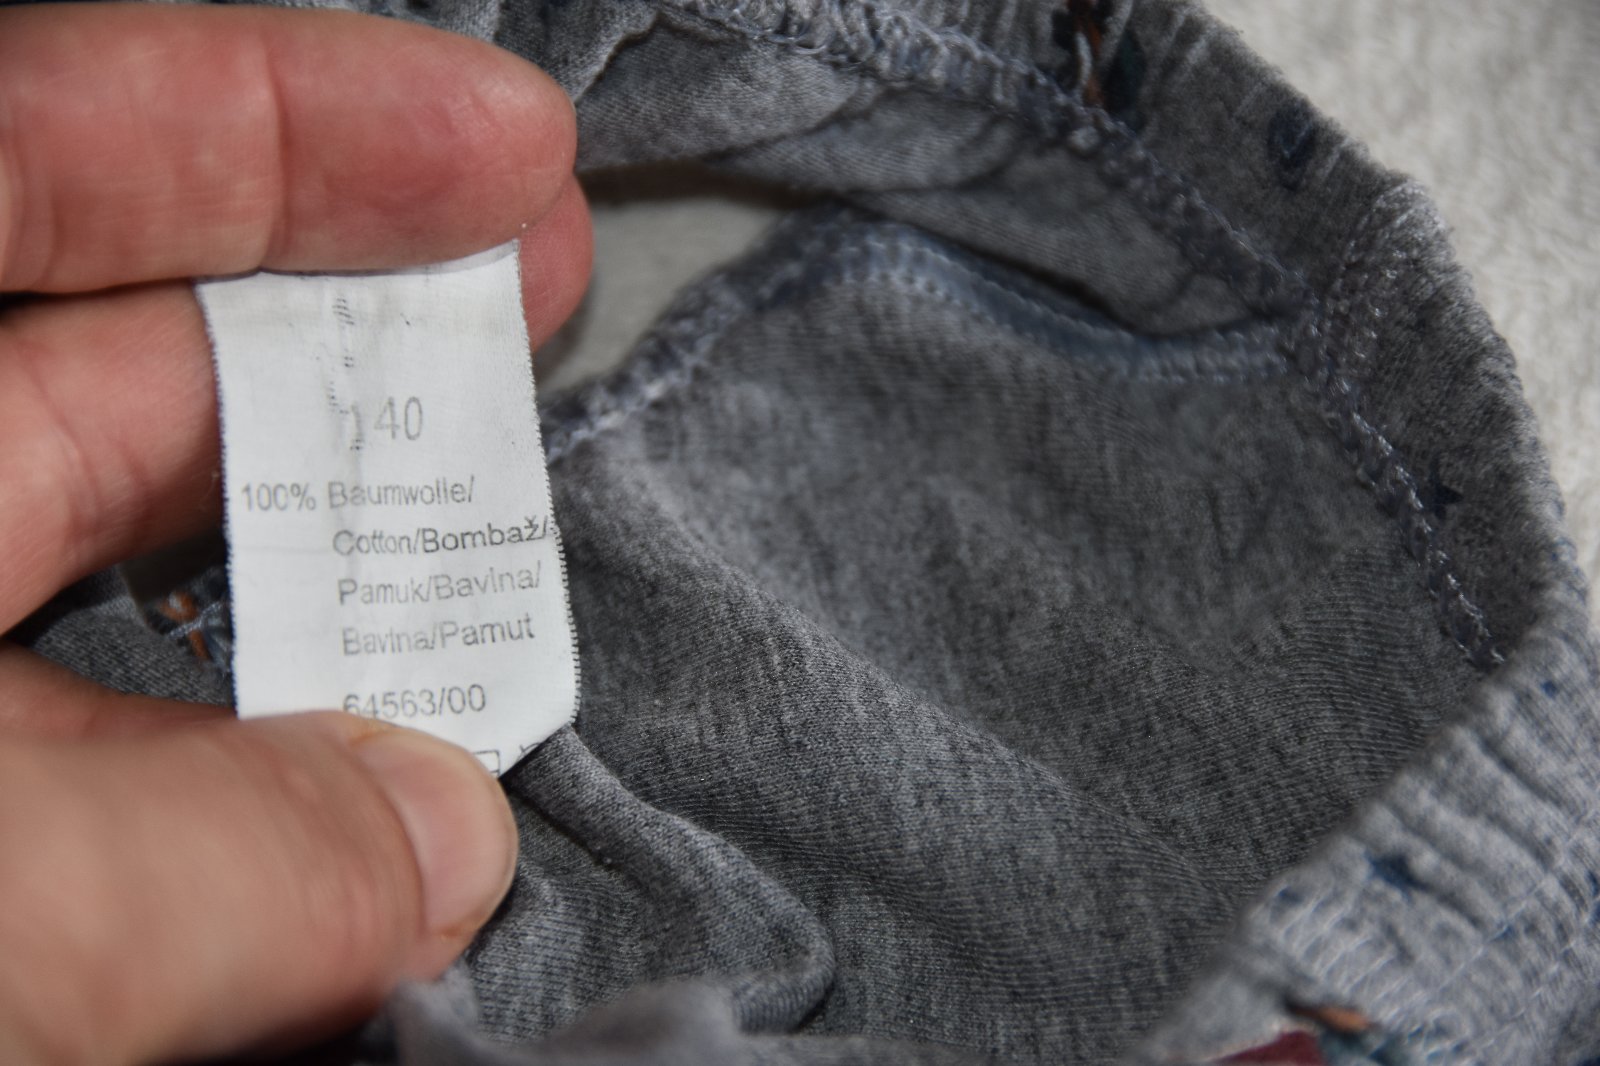 140
100% Baumwolle/
Cotton/Bombaž/
Pamuk/Bavlna/
Bavlna/Pamut
64563/00